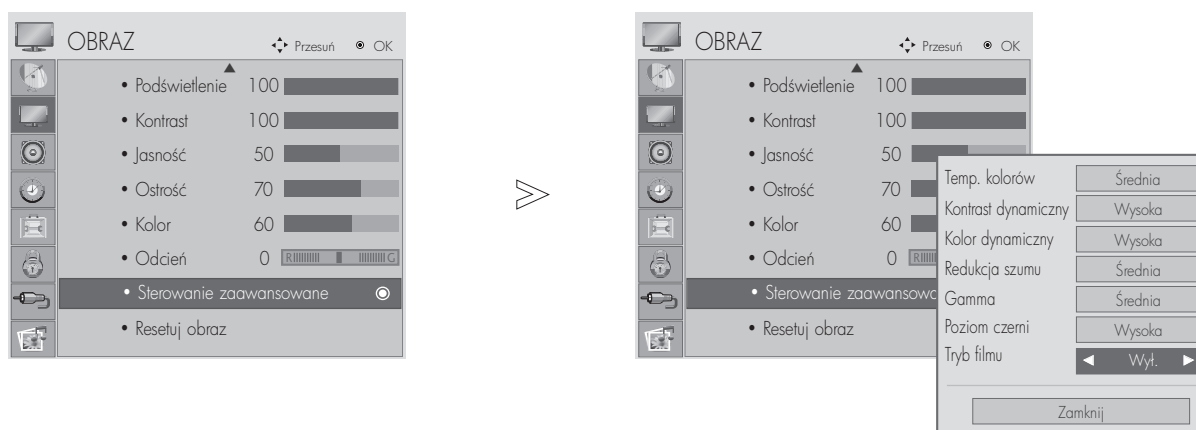 OBRAZ
Przesuń OK
• Podświetlenie 100
• Kontrast 100
• Jasność 50
• Ostrość 70
• Kolor 60
• Odcień 0 R G
• Sterowanie zaawansowane
• Resetuj obraz
OBRAZ
Przesuń OK
• Podświetlenie 100
• Kontrast 100
• Jasność 50
• Ostrość 70
• Kolor 60
• Odcień 0 R
• Sterowanie zaawansowa
• Resetuj obraz
Temp. kolorów Średnia
Kontrast dynamiczny Wysoka
Kolor dynamiczny Wysoka
Redukcja szumu Średnia
Gamma Średnia
Poziom czerni Wysoka
Tryb filmu ◄ Wył. ►
Zamknij